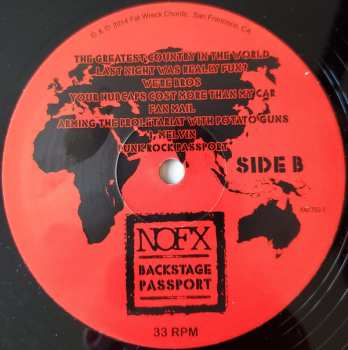 ℗ & © 2014 Fat Wreck Chords, San Francisco, CA
THE GREATEST COUNTRY IN THE WORLD
LAST NIGHT WAS REALLY FUN?
WE'RE BROS
YOUR HUBCAPS COST MORE THAN MY CAR
FAN MAIL
ARMING THE PROLETARIAT WITH POTATO GUNS
I, MELVIN
PUNK ROCK PASSPORT
SIDE B
NOFX
BACKSTAGE
PASSPORT
33 RPM